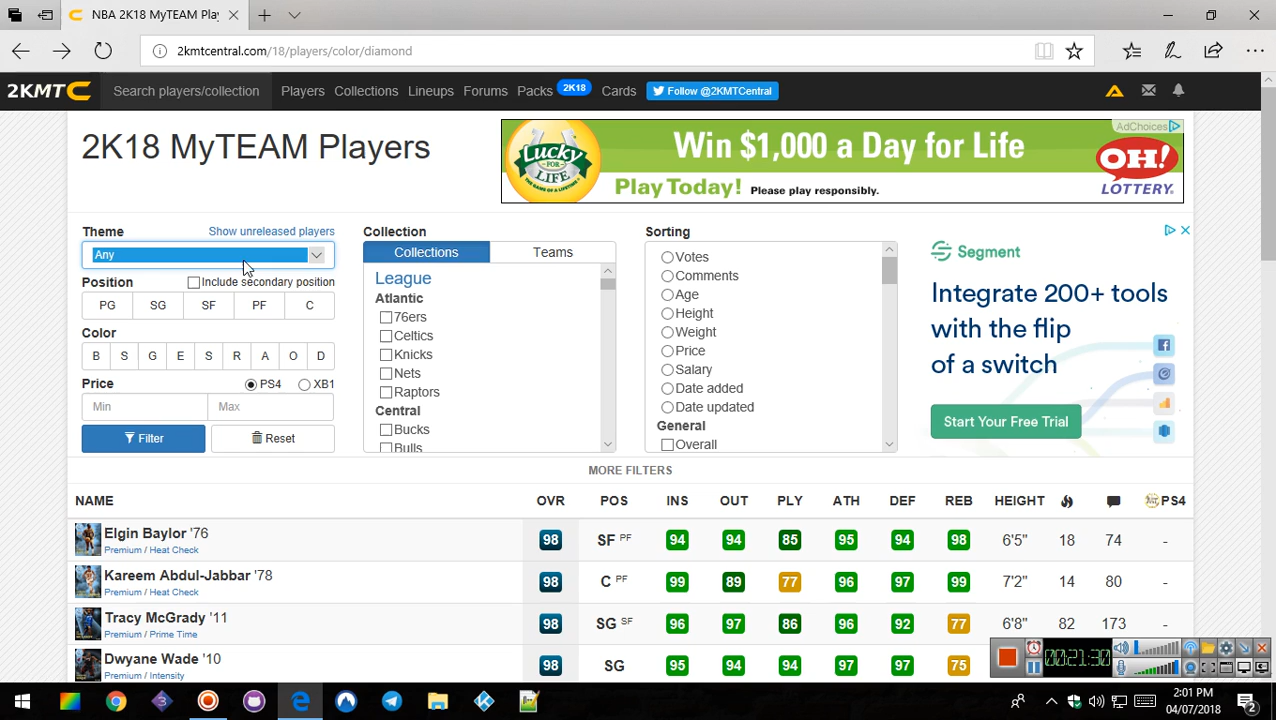 NBA 2K18 MyTEAM Play
2kmtcentral.com/18/players/color/diamond
2KMTC Search players/collection Players Collections Lineups Forums Packs 2K18 Cards Follow @2KMTCentral
2K18 MyTEAM Players
AdChoices
LUCKY FOR LIFE
Win $1,000 a Day for Life
Play Today! Please play responsibly.
OH! LOTTERY.
Theme Show unreleased players
Any
Position Include secondary position
PG SG SF PF C
Color
B S G E S R A O D
Price PS4 XB1
Min Max
Filter Reset
Collection
Collections Teams
League
Atlantic
76ers
Celtics
Knicks
Nets
Raptors
Central
Bucks
Bulls
Sorting
Votes
Comments
Age
Height
Weight
Price
Salary
Date added
Date updated
General
Overall
Segment
Integrate 200+ tools
with the flip
of a switch
Start Your Free Trial
MORE FILTERS
NAME OVR POS INS OUT PLY ATH DEF REB HEIGHT PS4
Elgin Baylor '76 98 SF PF 94 94 85 95 94 98 6'5" 18 74 -
Premium / Heat Check
Kareem Abdul-Jabbar '78 98 C PF 99 89 77 96 97 99 7'2" 14 80 -
Premium / Heat Check
Tracy McGrady '11 98 SG SF 96 97 86 96 92 77 6'8" 82 173 -
Premium / Prime Time
Dwyane Wade '10 98 SG 95 94 94 97 97 75
Premium / Intensity
00:21:30
2:01 PM
04/07/2018
2